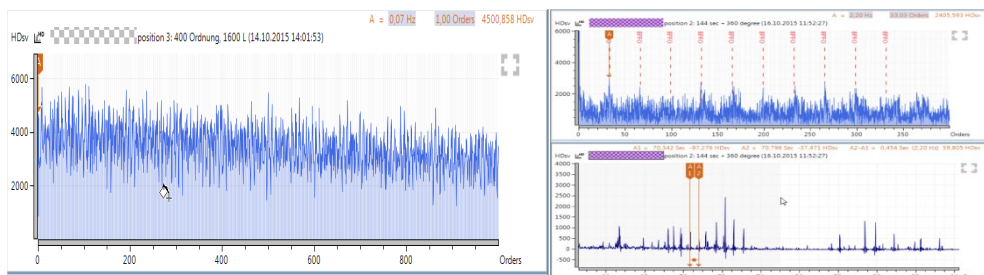 A = 0,07 Hz 1,00 Orders 4500,858 HDsv
HDsv position 3: 400 Ordnung, 1600 L (14.10.2015 14:01:53)
A
6000
4000
2000
0 200 400 600 800 Orders
A = 2,20 Hz 33,03 Orders 2405,593 HDsv
HDsv position 2: 144 sec ~ 360 degree (16.10.2015 11:52:27)
6000
A
4000
2000
0 50 100 150 200 250 300 350 Orders
A1 = 70,342 Sec -97,276 HDsv A2 = 70,796 Sec -37,471 HDsv A2-A1 = 0,454 Sec (2,20 Hz) 59,805 HDsv
HDsv position 2: 144 sec ~ 360 degree (16.10.2015 11:52:27)
4000
3500
3000
2500
2000
1500
1000
500
0
-500
A 1 A 2